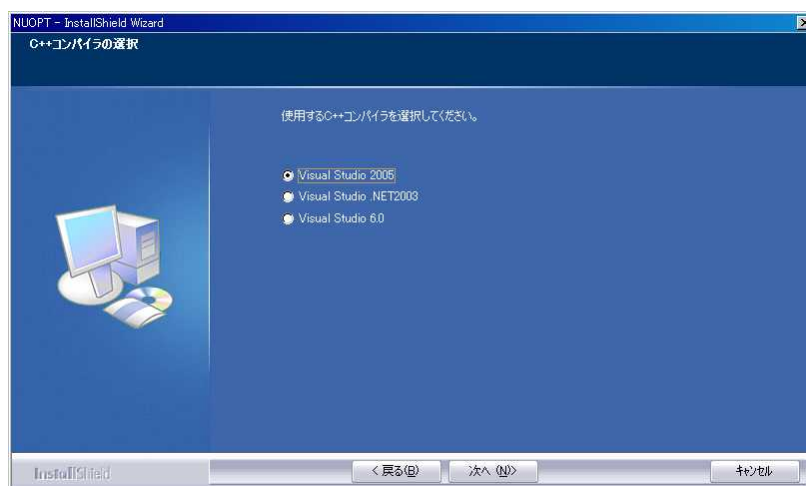 NUOPT - InstallShield Wizard
C++コンパイラの選択
使用するC++コンパイラを選択してください。
Visual Studio 2005
Visual Studio .NET2003
Visual Studio 6.0
InstallShield
< 戻る(B)
次へ (N)>
キャンセル